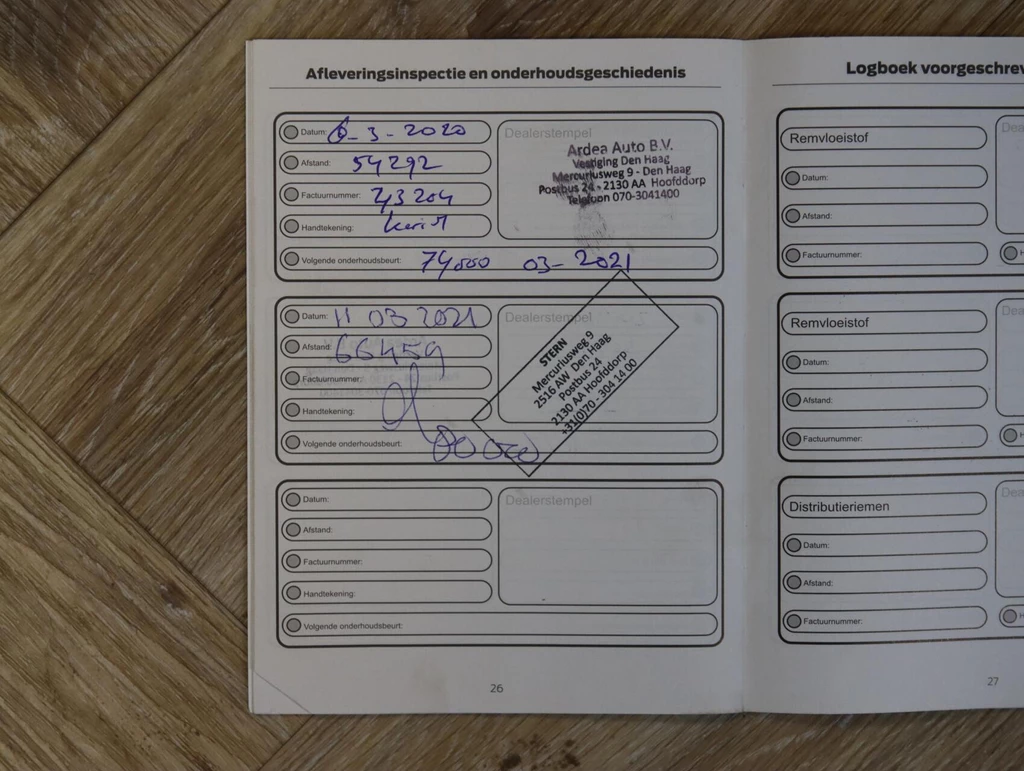 Afleveringsinspectie en onderhoudsgeschiedenis
Datum: 6-3-2020
Afstand: 54292
Factuurnummer:
Handtekening:
Volgende onderhoudsbeurt: 74000 03-2021
Dealerstempel
Ardea Auto B.V.
Vestiging Den Haag
Mercuriusweg 9 - Den Haag
Postbus 24 - 2130 AA Hoofddorp
Telefoon 070-3041400
Datum: 11 03 2021
Afstand: 66459
Factuurnummer:
Handtekening:
Volgende onderhoudsbeurt:
Dealerstempel
STERN
Mercuriusweg 9
2516 AW Den Haag
Postbus 24
2130 AA Hoofddorp
+31(0)70 - 304 14 00
Datum:
Afstand:
Factuurnummer:
Handtekening:
Volgende onderhoudsbeurt:
Dealerstempel
26
Logboek voorgeschrev
Remvloeistof
Datum:
Afstand:
Factuurnummer:
Dea
H
Remvloeistof
Datum:
Afstand:
Factuurnummer:
Dea
H
Distributieriemen
Datum:
Afstand:
Factuurnummer:
Dea
H
27